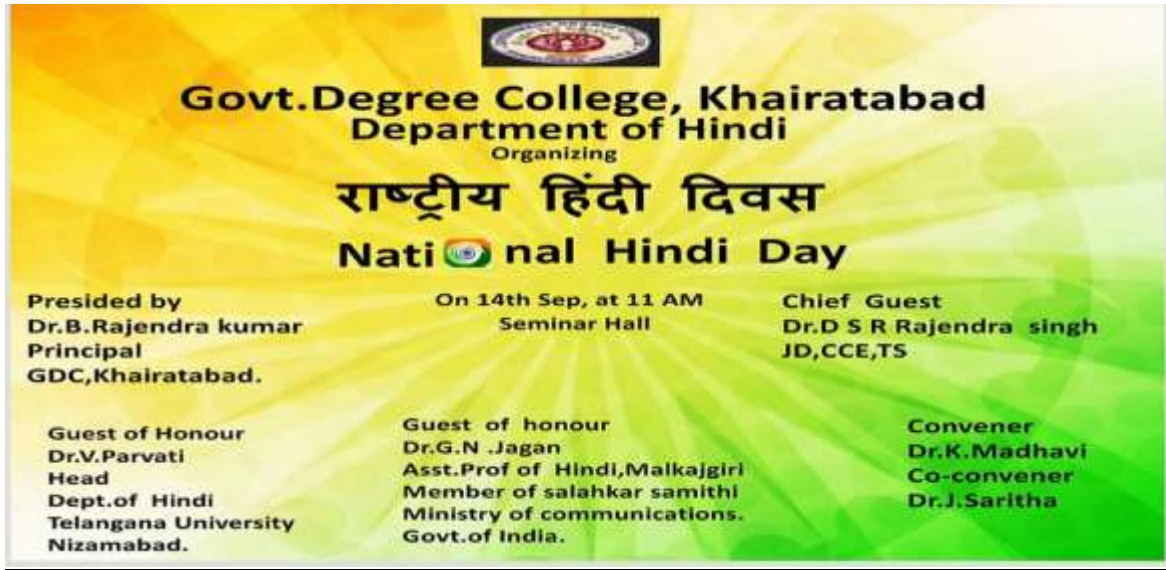 Govt.Degree College, Khairatabad
Department of Hindi
Organizing
राष्ट्रीय हिंदी दिवस
Nati nal Hindi Day
Presided by
Dr.B.Rajendra kumar
Principal
GDC,Khairatabad.
On 14th Sep, at 11 AM
Seminar Hall
Chief Guest
Dr.D S R Rajendra singh
JD,CCE,TS
Guest of Honour
Dr.V.Parvati
Head
Dept.of Hindi
Telangana University
Nizamabad.
Guest of honour
Dr.G.N .Jagan
Asst.Prof of Hindi,Malkajgiri
Member of salahkar samithi
Ministry of communications.
Govt.of India.
Convener
Dr.K.Madhavi
Co-convener
Dr.J.Saritha